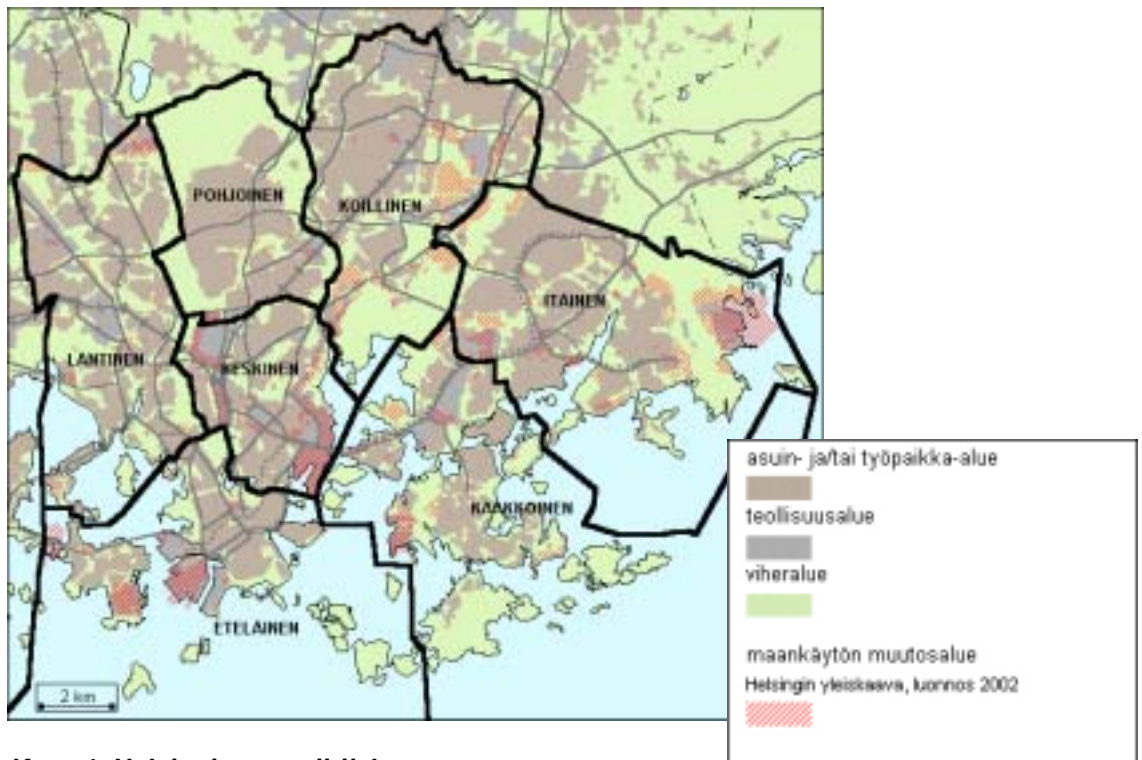 POHJOINEN
KOILLINEN
ITÄINEN
LÄNTINEN
KESKINEN
KAAKKOINEN
ETELÄINEN
2 km
asuin- ja/tai työpaikka-alue
teollisuusalue
viheralue
maankäytön muutosalue
Helsingin yleiskaava, luonnos 2002